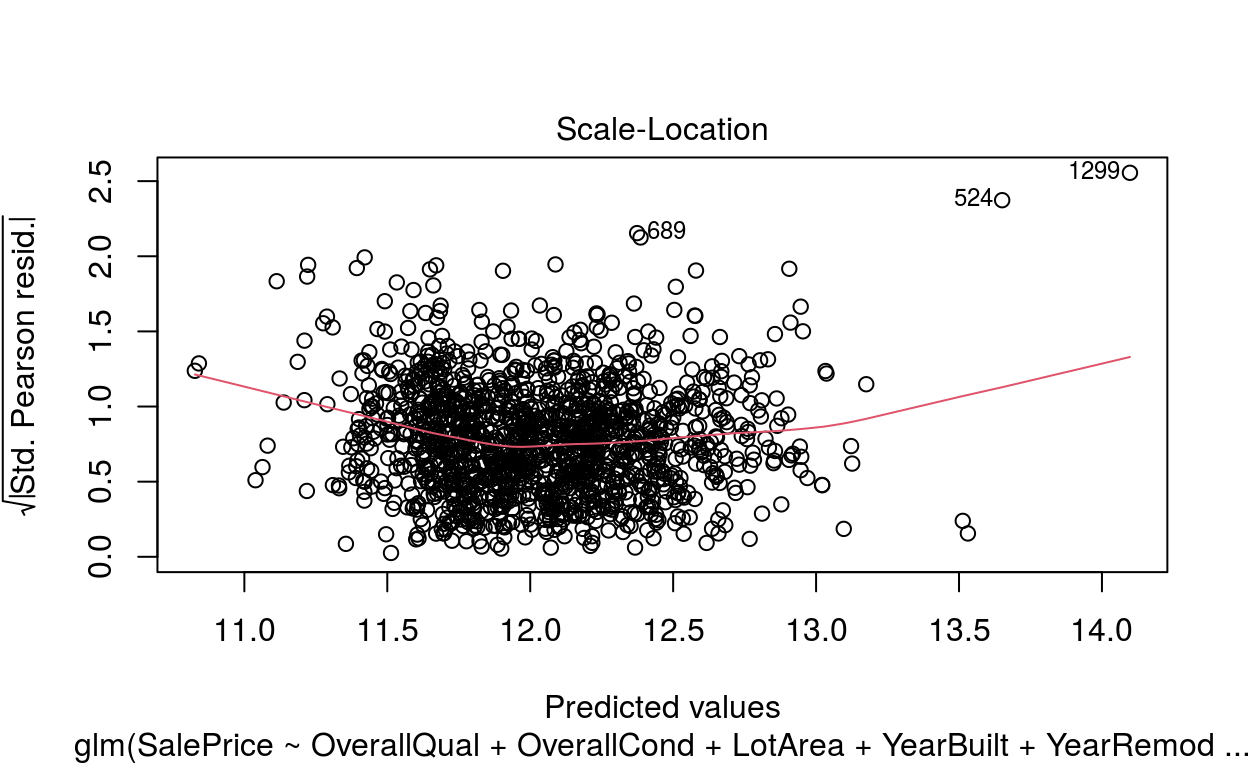 Scale-Location
√|Std. Pearson resid.|
0.0 0.5 1.0 1.5 2.0 2.5
1299
524
689
11.0 11.5 12.0 12.5 13.0 13.5 14.0
Predicted values
glm(SalePrice ~ OverallQual + OverallCond + LotArea + YearBuilt + YearRemod ...